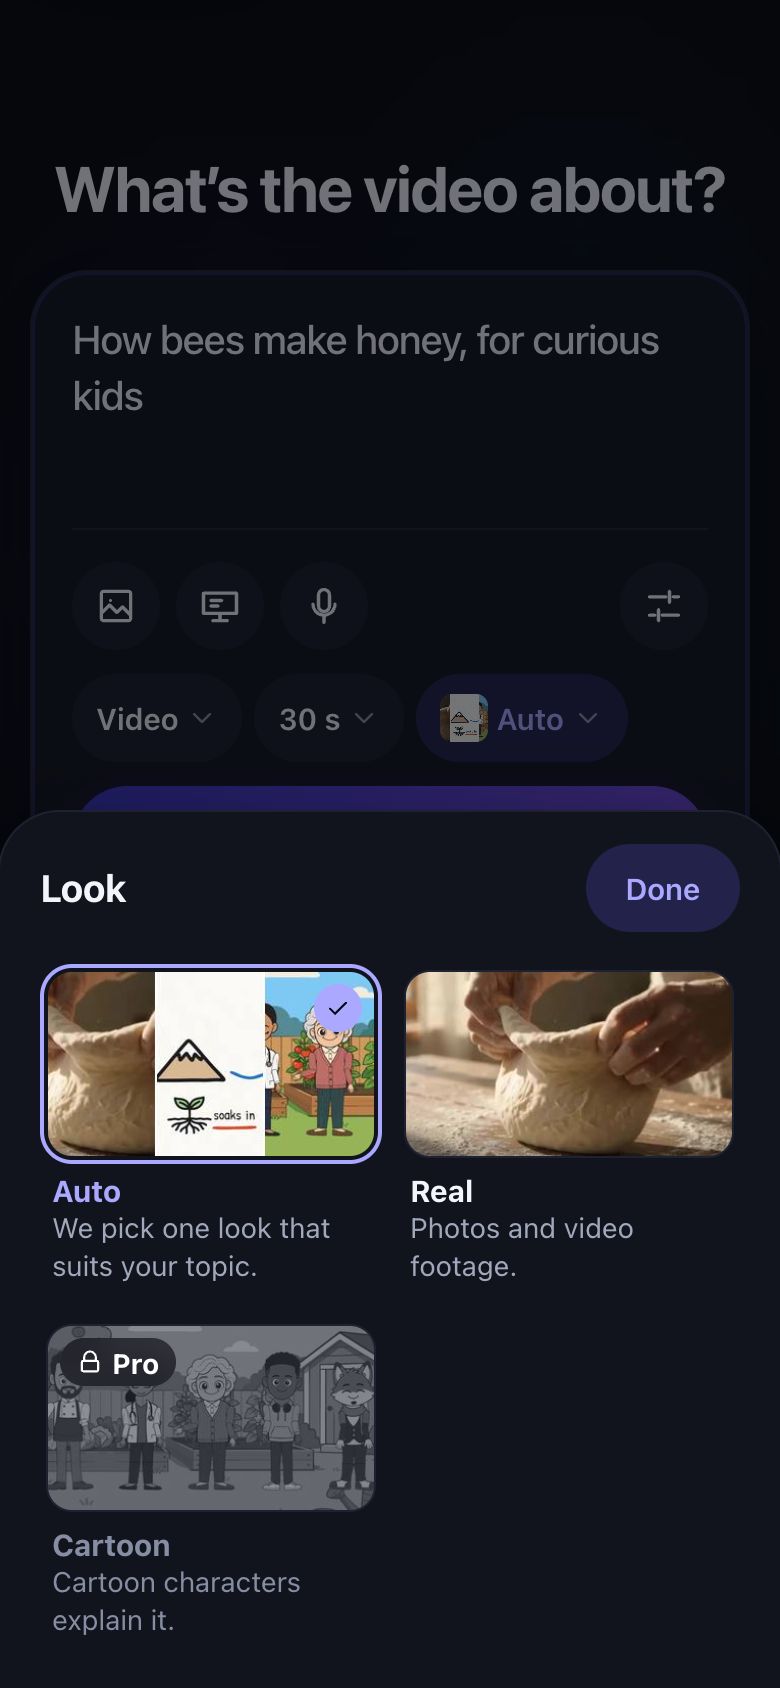 What's the video about?
How bees make honey, for curious
kids
Video
30 s
Auto
Look
Done
soaks in
Auto
We pick one look that
suits your topic.
Real
Photos and video
footage.
Pro
Cartoon
Cartoon characters
explain it.